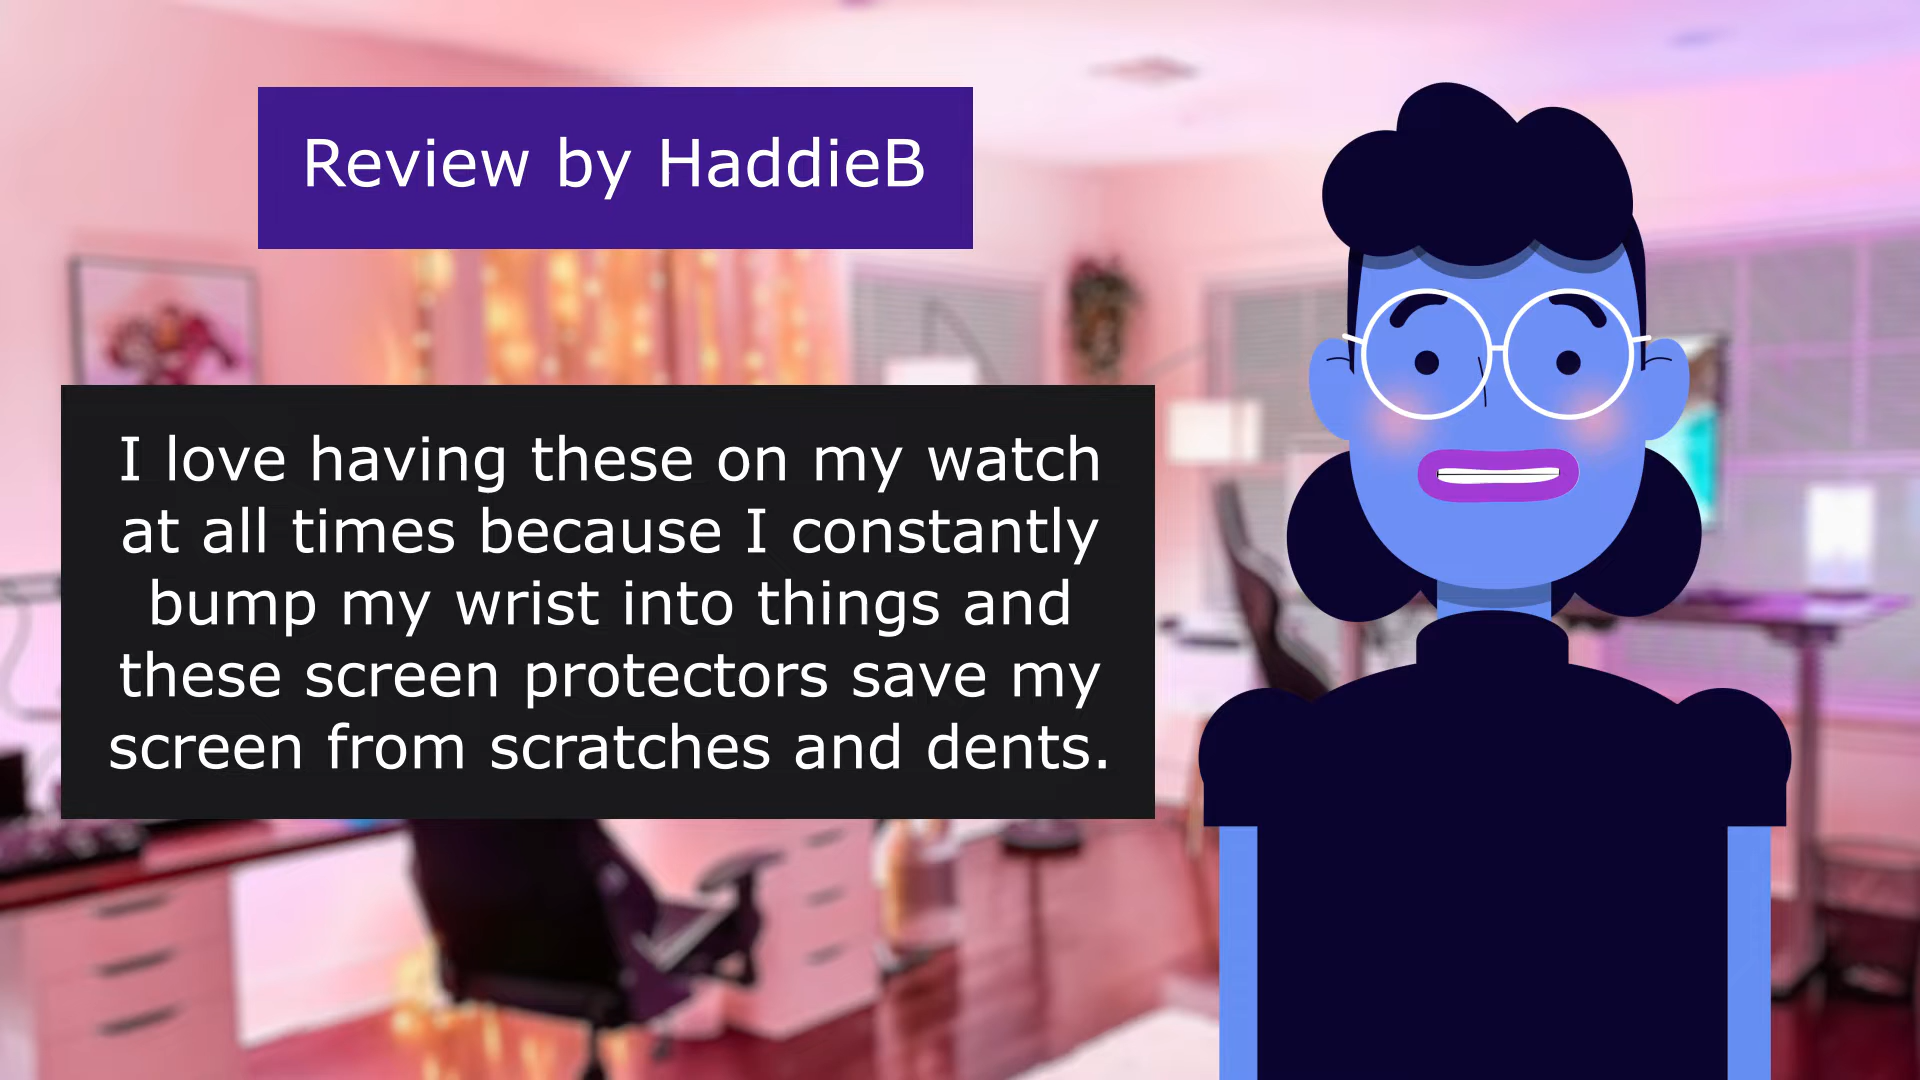 Review by HaddieB
I love having these on my watch
at all times because I constantly
bump my wrist into things and
these screen protectors save my
screen from scratches and dents.